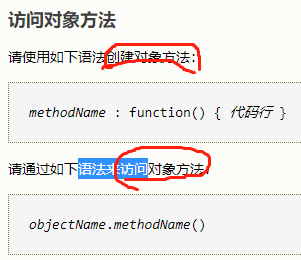 访问对象方法
请使用如下语法创建对象方法：
methodName : function() { 代码行 }
请通过如下语法来访问对象方法：
objectName.methodName()